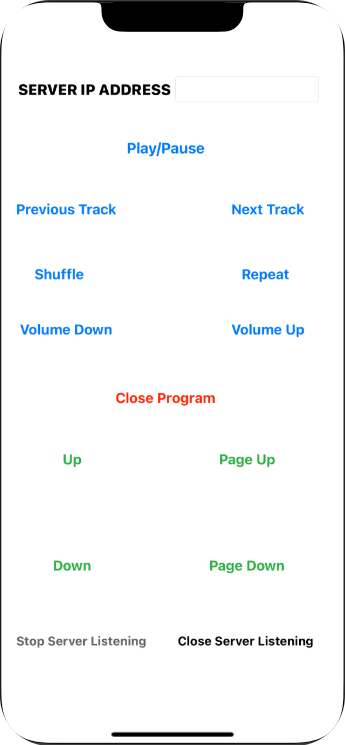 SERVER IP ADDRESS
Play/Pause
Previous Track Next Track
Shuffle Repeat
Volume Down Volume Up
Close Program
Up Page Up
Down Page Down
Stop Server Listening Close Server Listening